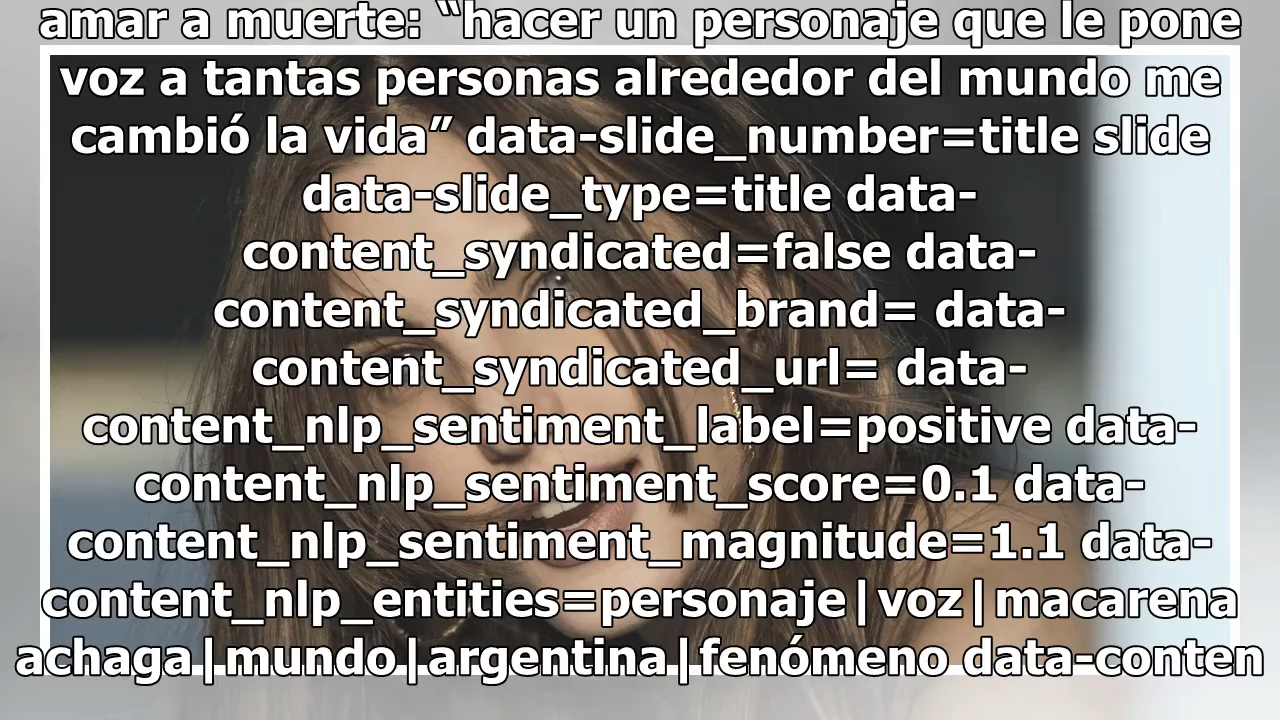 amar a muerte: “hacer un personaje que le pone
voz a tantas personas alrededor del mundo me
cambió la vida” data-slide_number=title slide
data-slide_type=title data-
content_syndicated=false data-
content_syndicated_brand= data-
content_syndicated_url= data-
content_nlp_sentiment_label=positive data-
content_nlp_sentiment_score=0.1 data-
content_nlp_sentiment_magnitude=1.1 data-
content_nlp_entities=personaje|voz|macarena
achaga|mundo|argentina|fenómeno data-conten